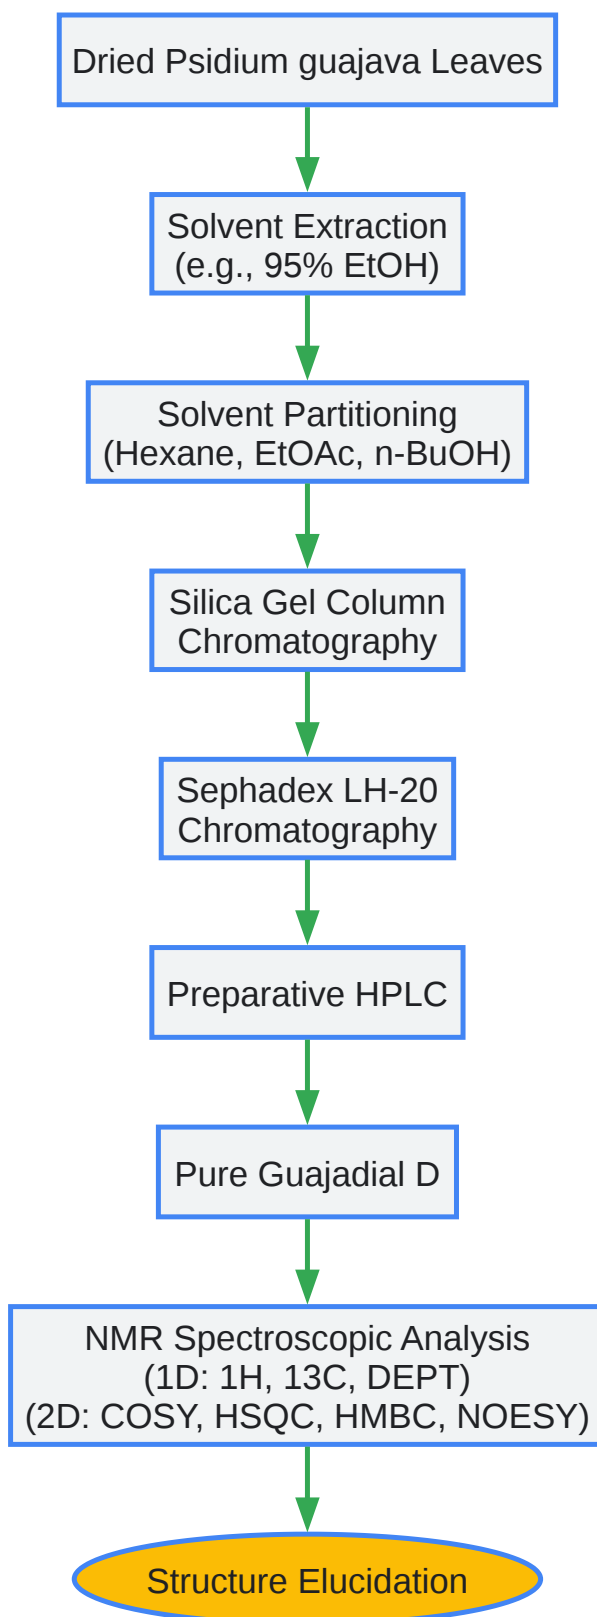 Dried Psidium guajava Leaves
Solvent Extraction
(e.g., 95% EtOH)
Solvent Partitioning
(Hexane, EtOAc, n-BuOH)
Silica Gel Column
Chromatography
Sephadex LH-20
Chromatography
Preparative HPLC
Pure Guajadial D
NMR Spectroscopic Analysis
(1D: 1H, 13C, DEPT)
(2D: COSY, HSQC, HMBC, NOESY)
Structure Elucidation